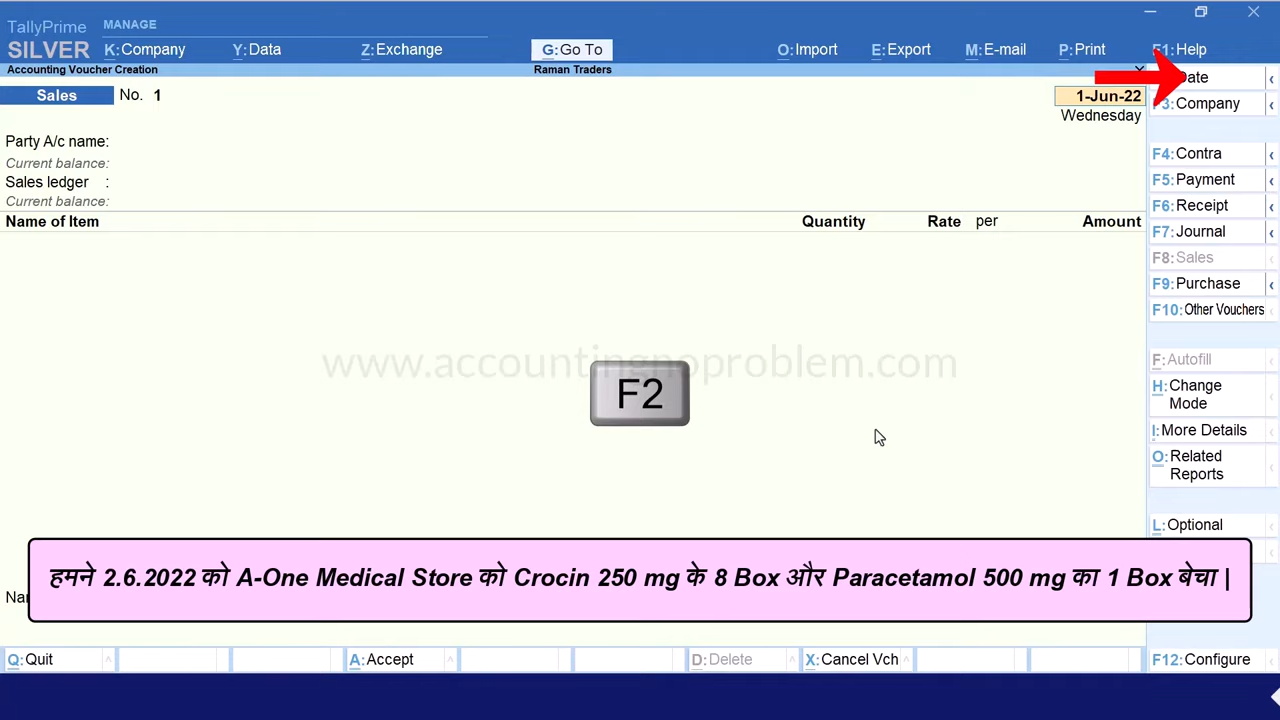 TallyPrime
MANAGE
SILVER
K:Company
Y:Data
Z:Exchange
G:Go To
O:Import
E:Export
M:E-mail
P:Print
F1:Help
Accounting Voucher Creation
Raman Traders
Date
F3:Company
Sales
No. 1
1-Jun-22
Wednesday
Party A/c name:
Current balance:
Sales ledger :
Current balance:
F4:Contra
F5:Payment
F6:Receipt
F7:Journal
F8:Sales
F9:Purchase
F10:Other Vouchers
Name of Item
Quantity
Rate
per
Amount
www.accountingnoproblem.com
F2
F:Autofill
H:Change
Mode
I:More Details
O:Related
Reports
L:Optional
हमने 2.6.2022 को A-One Medical Store को Crocin 250 mg के 8 Box और Paracetamol 500 mg का 1 Box बेचा |
Q:Quit
A:Accept
D:Delete
X:Cancel Vch
F12:Configure